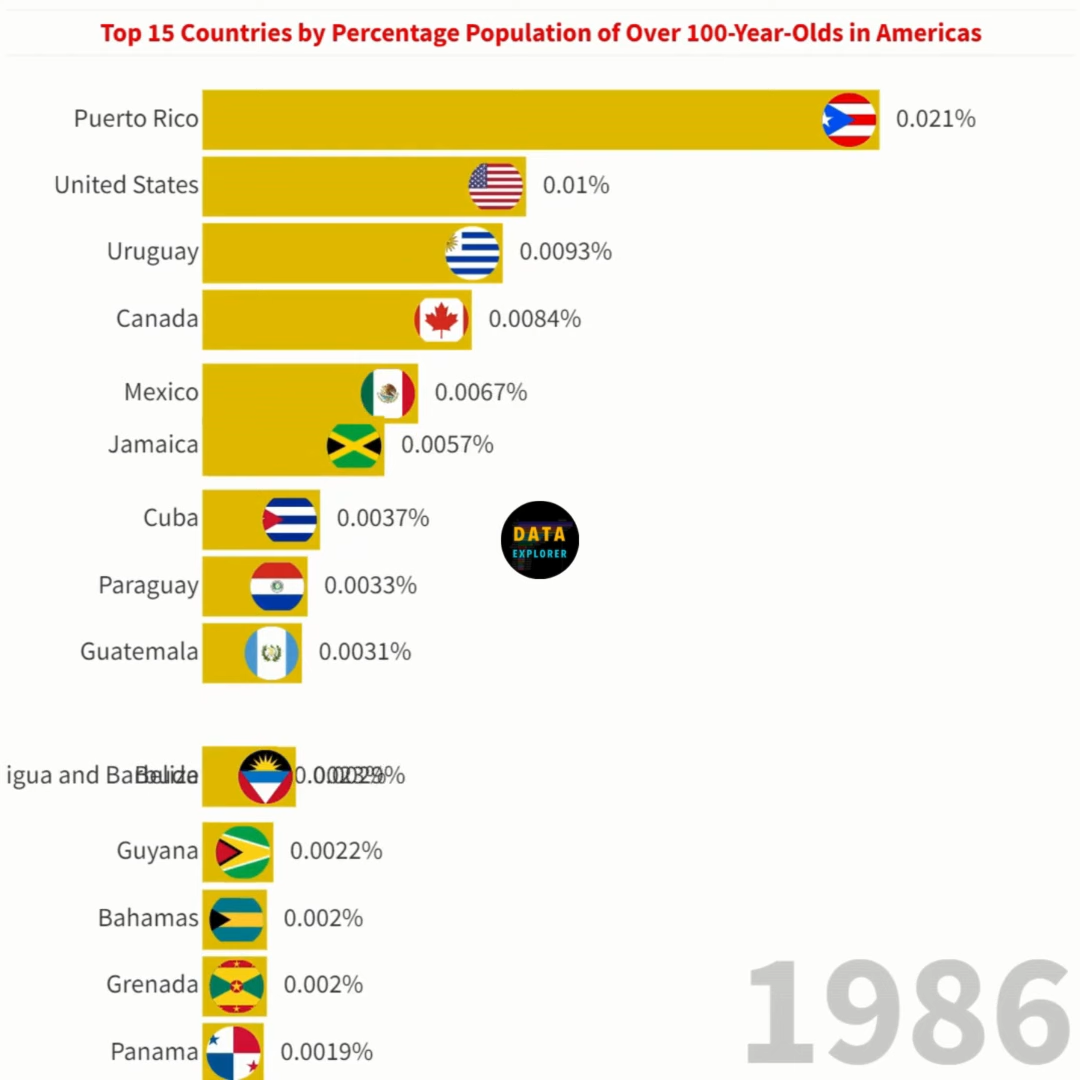 Top 15 Countries by Percentage Population of Over 100-Year-Olds in Americas
Puerto Rico 0.021%
United States 0.01%
Uruguay 0.0093%
Canada 0.0084%
Mexico 0.0067%
Jamaica 0.0057%
Cuba 0.0037%
DATA
EXPLORER
Paraguay 0.0033%
Guatemala 0.0031%
igua and
Guyana 0.0022%
Bahamas 0.002%
Grenada 0.002%
Panama 0.0019%
1986